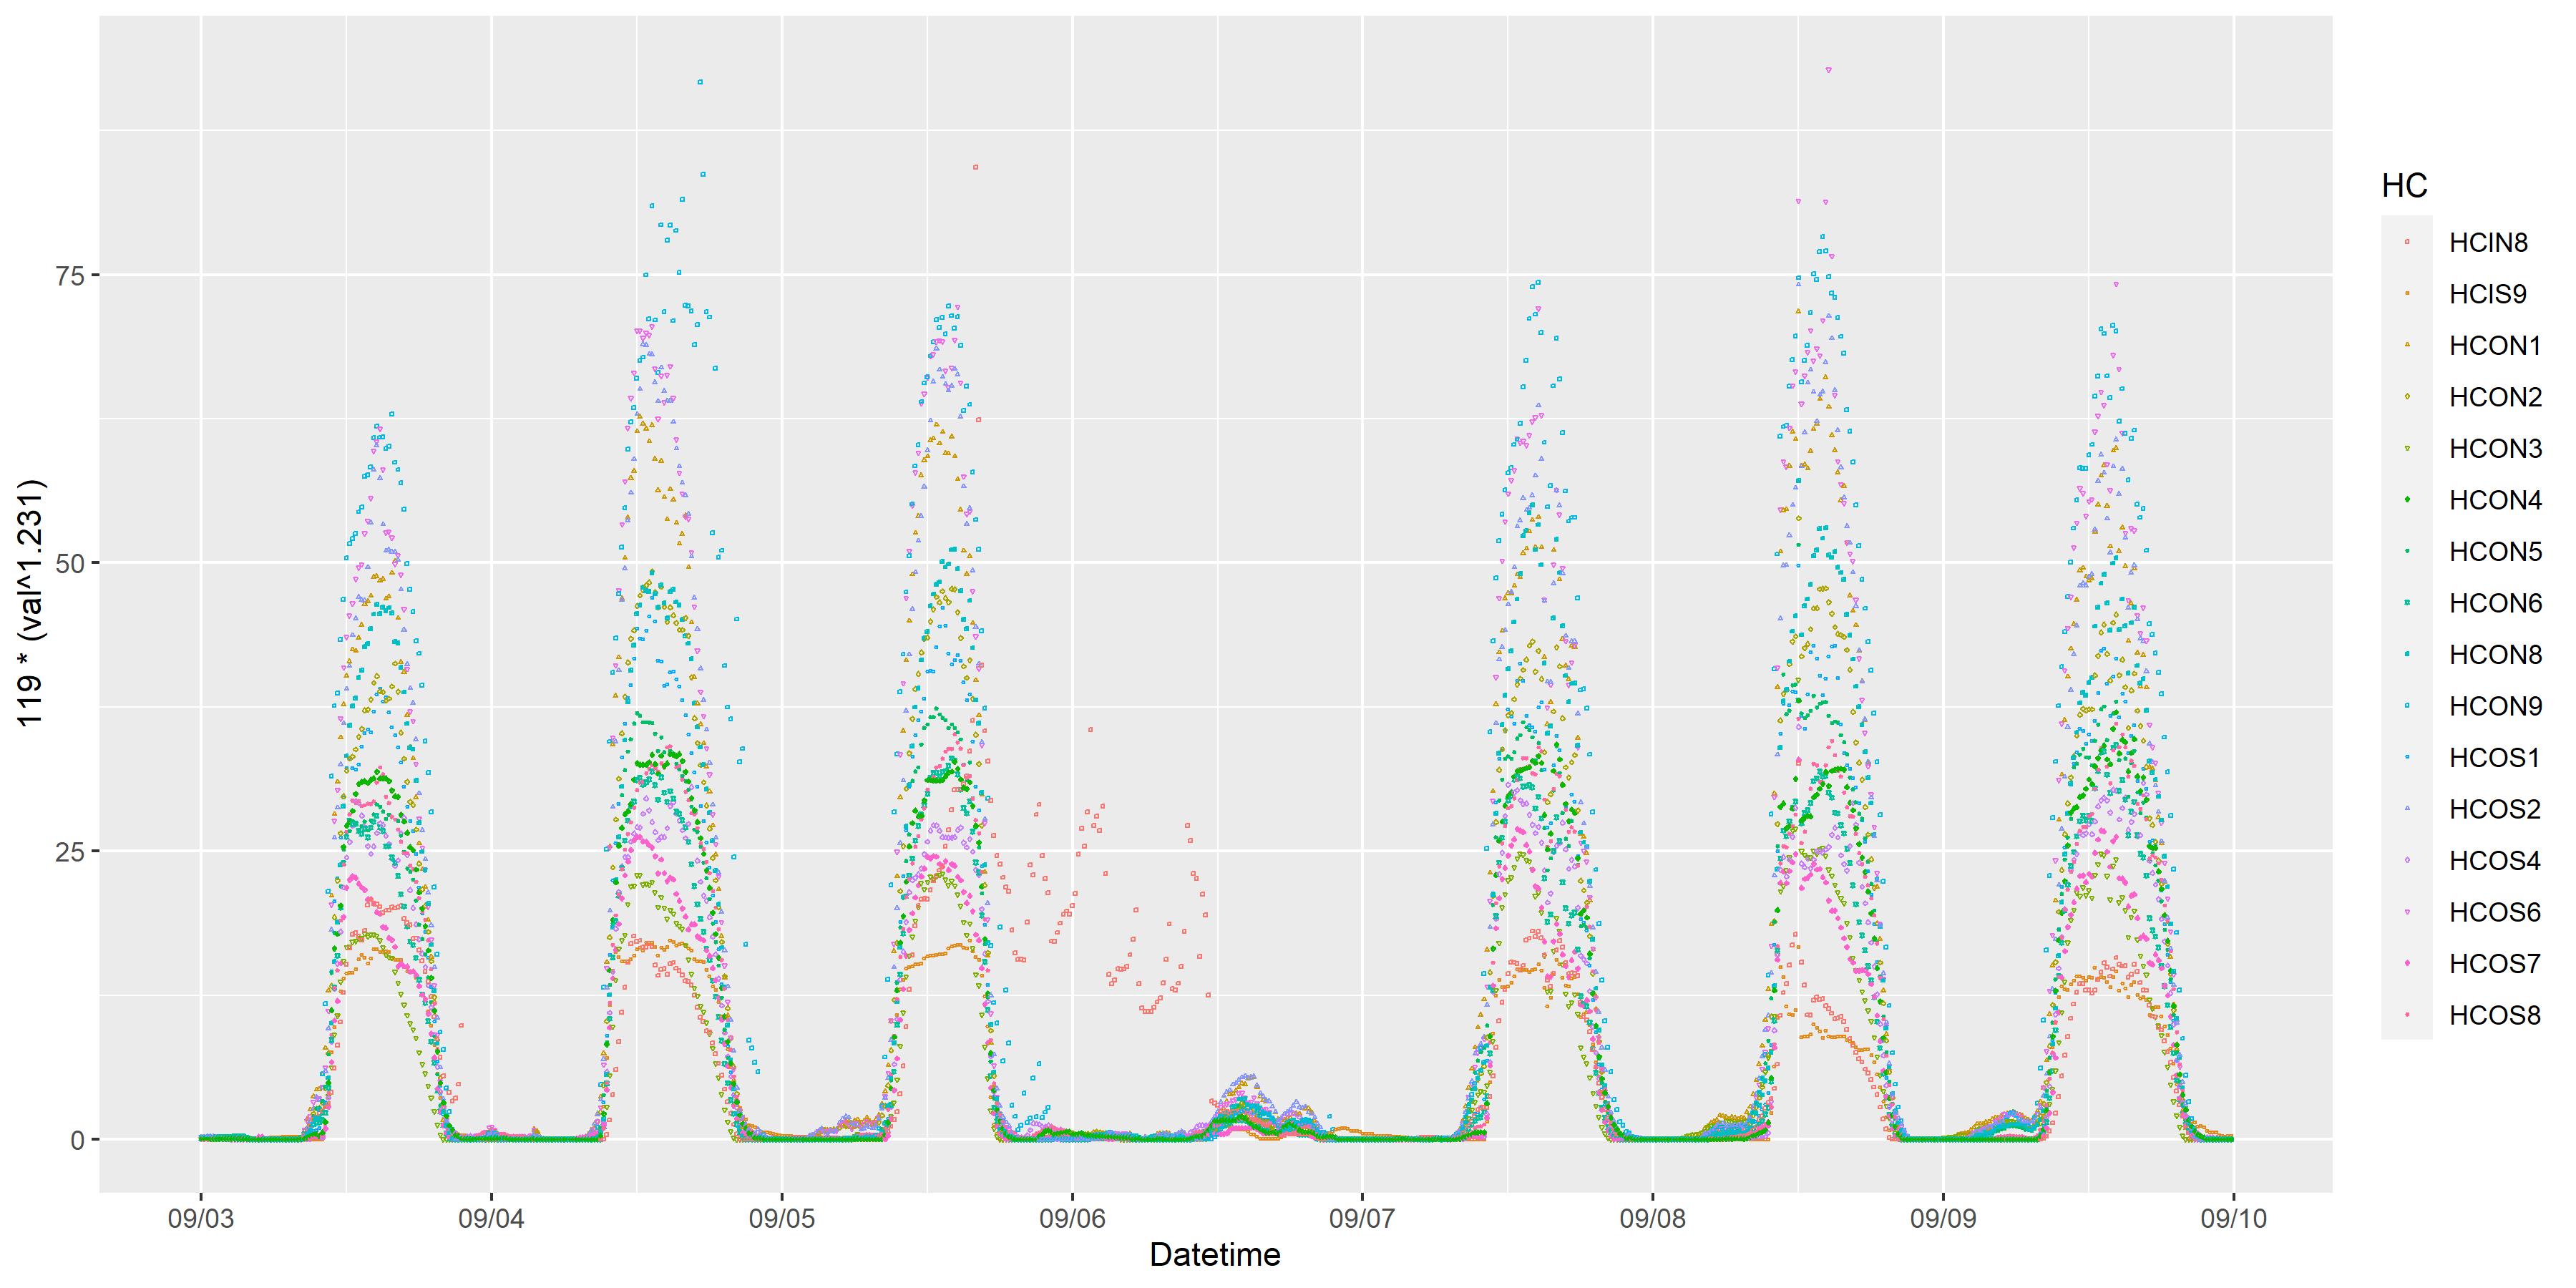 119 * (val^1.231)
75
50
25
0
09/03 09/04 09/05 09/06 09/07 09/08 09/09 09/10
Datetime
HC
HCIN8
HCIS9
HCON1
HCON2
HCON3
HCON4
HCON5
HCON6
HCON8
HCON9
HCOS1
HCOS2
HCOS4
HCOS6
HCOS7
HCOS8